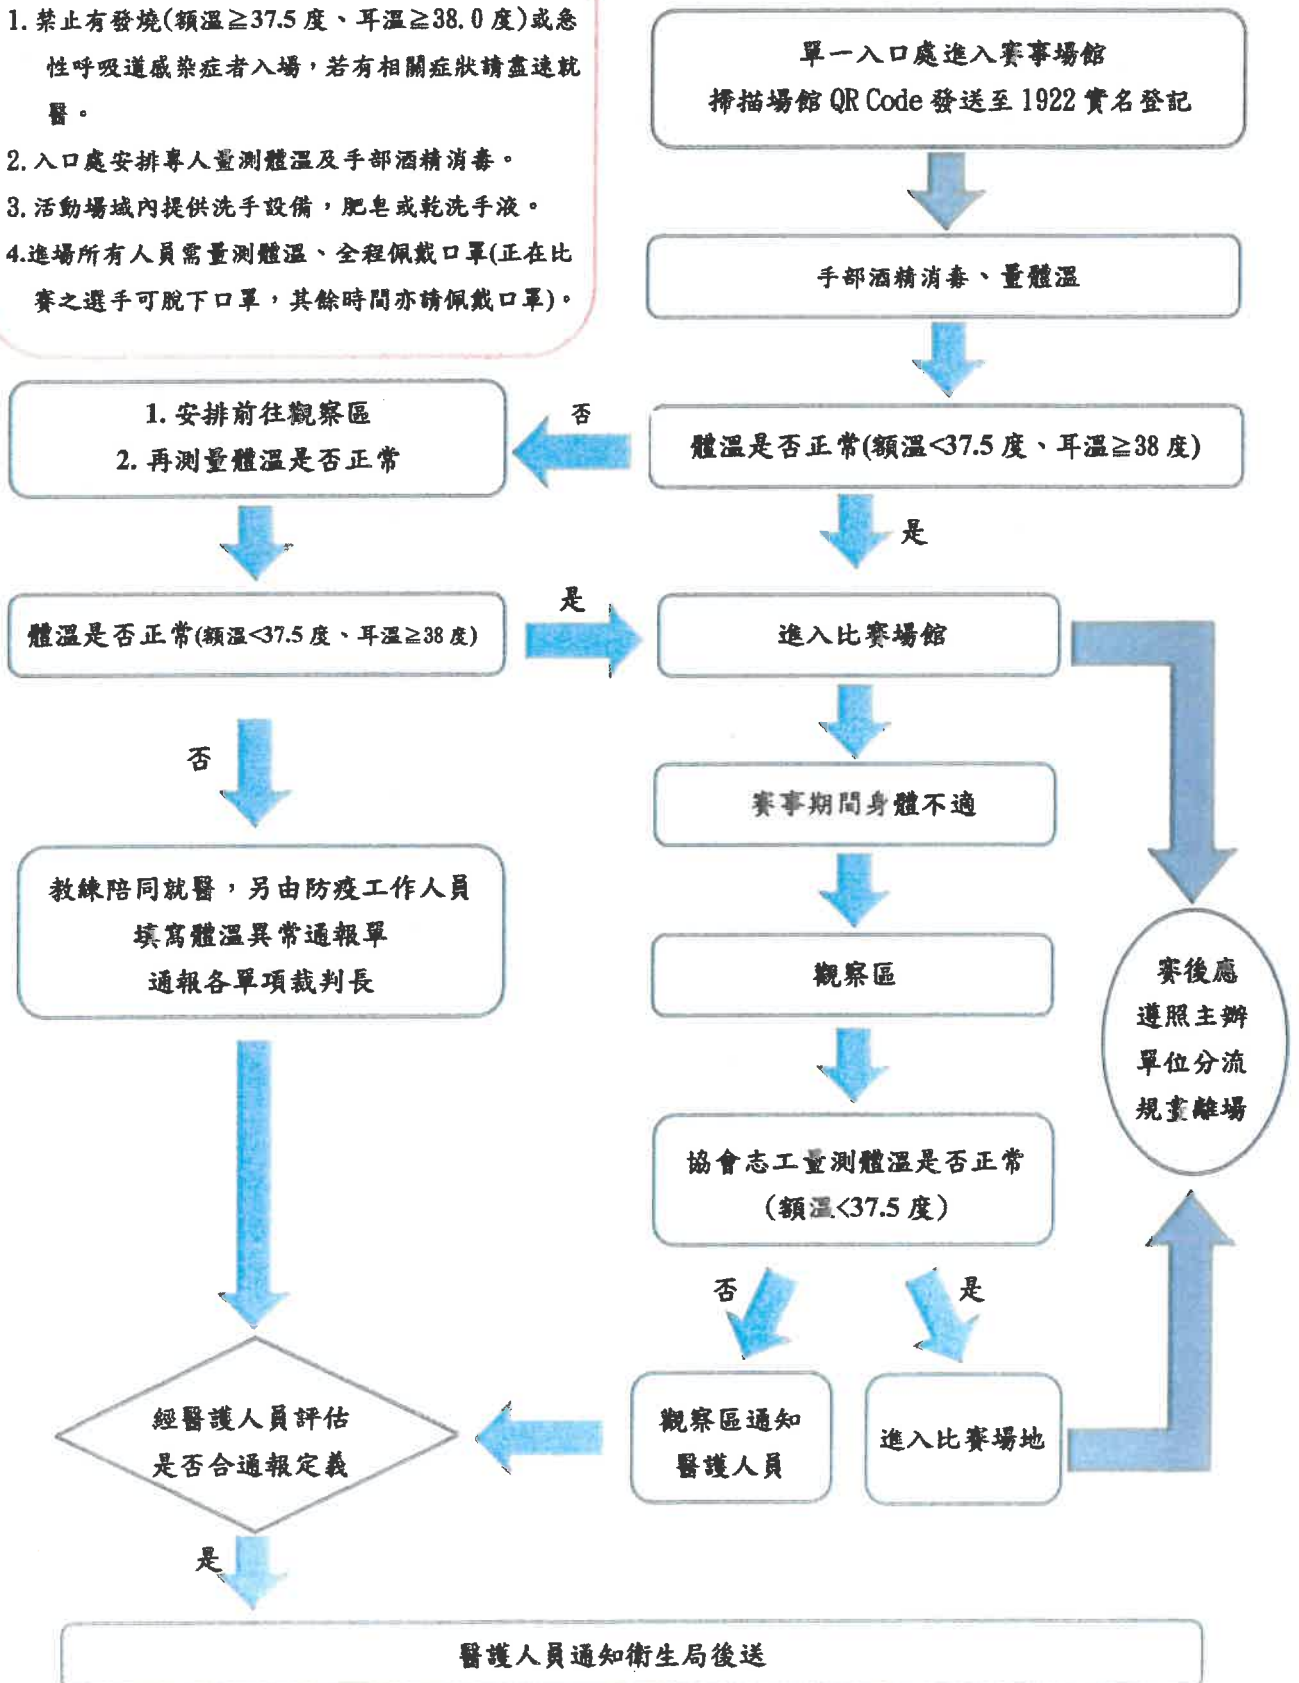 1. 禁止有發燒(額溫≧37.5 度、耳溫≧38.0 度)或急
性呼吸道感染症者入場，若有相關症狀請盡速就
醫。
2. 入口處安排專人量測體溫及手部酒精消毒。
3. 活動場域內提供洗手設備，肥皂或乾洗手液。
4.進場所有人員需量測體溫、全程佩戴口罩(正在比
賽之選手可脫下口罩，其餘時間亦請佩戴口罩)。
單一入口處進入賽事場館
掃描場館 QR Code 發送至 1922 實名登記
手部酒精消毒、量體溫
體溫是否正常(額溫<37.5 度、耳溫≧38 度)
否
1. 安排前往觀察區
2. 再測量體溫是否正常
是
體溫是否正常(額溫<37.5 度、耳溫≧38 度)
是
進入比賽場館
否
賽事期間身體不適
教練陪同就醫，另由防疫工作人員
填寫體溫異常通報單
通報各單項裁判長
觀察區
賽後應
遵照主辦
單位分流
規畫離場
協會志工量測體溫是否正常
(額溫<37.5 度)
否
是
經醫護人員評估
是否合通報定義
觀察區通知
醫護人員
進入比賽場地
是
醫護人員通知衛生局後送